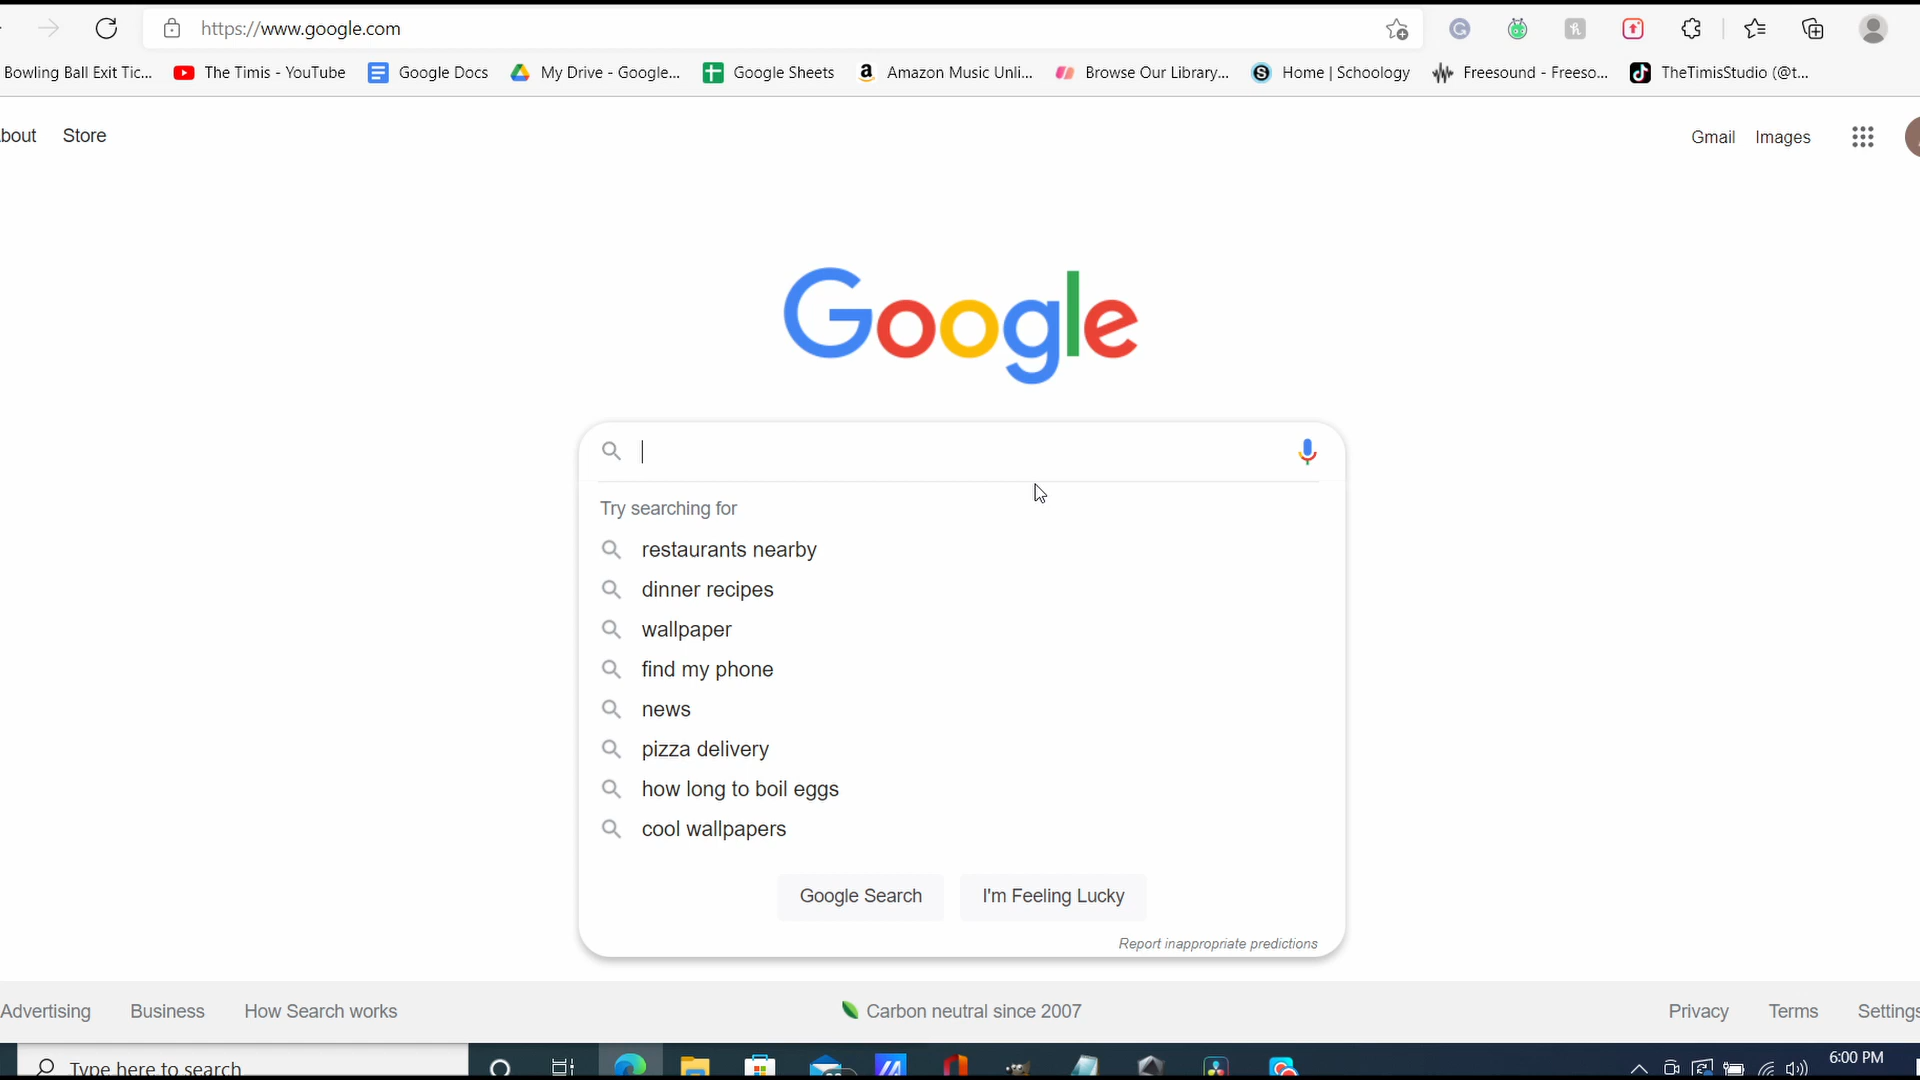 https://www.google.com
Bowling Ball Exit Tic... The Timis - YouTube Google Docs My Drive - Google... Google Sheets Amazon Music Unli... Browse Our Library... Home | Schoology Freesound - Freeso... TheTimisStudio (@t...
bout Store Gmail Images
Google
Try searching for
restaurants nearby
dinner recipes
wallpaper
find my phone
news
pizza delivery
how long to boil eggs
cool wallpapers
Google Search I'm Feeling Lucky
Report inappropriate predictions
Advertising Business How Search works Carbon neutral since 2007 Privacy Terms Settings
Type here to search 6:00 PM